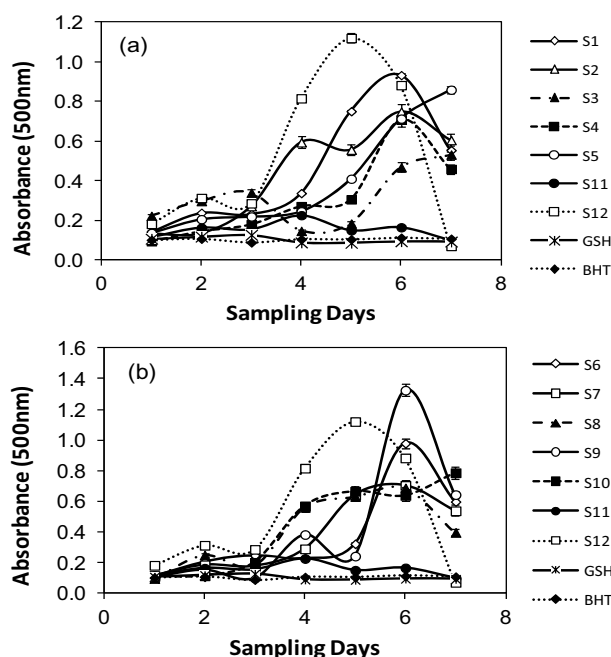 (a)
Absorbance (500nm)
1.2
1.0
0.8
0.6
0.4
0.2
0.0
0 2 4 6 8
Sampling Days
S1
S2
S3
S4
S5
S11
S12
GSH
BHT
(b)
Absorbance (500nm)
1.6
1.4
1.2
1.0
0.8
0.6
0.4
0.2
0.0
0 2 4 6 8
Sampling Days
S6
S7
S8
S9
S10
S11
S12
GSH
BHT